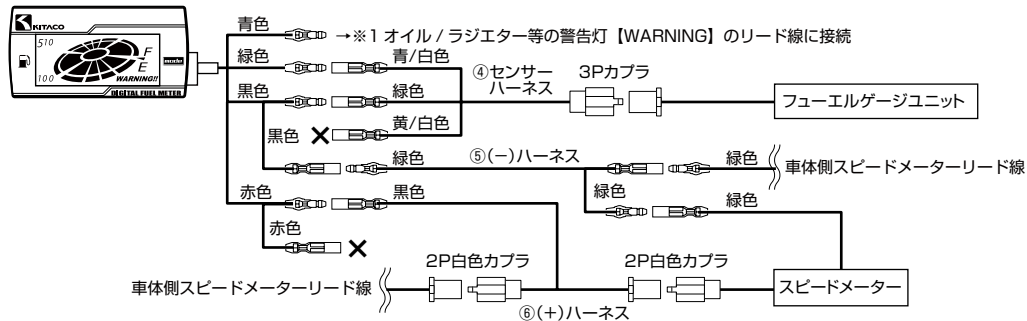 KITACO
510
100
F
E
WARNING!!
mode
DIGITAL FUEL METER
青色
→※1 オイル / ラジエター等の警告灯【WARNING】のリード線に接続
緑色
青/白色
④センサー
ハーネス
3Pカプラ
フューエルゲージユニット
黒色
緑色
黒色
黄/白色
緑色
⑤(−)ハーネス
緑色
車体側スピードメーターリード線
緑色
緑色
赤色
黒色
赤色
2P白色カプラ
2P白色カプラ
車体側スピードメーターリード線
スピードメーター
⑥(+)ハーネス